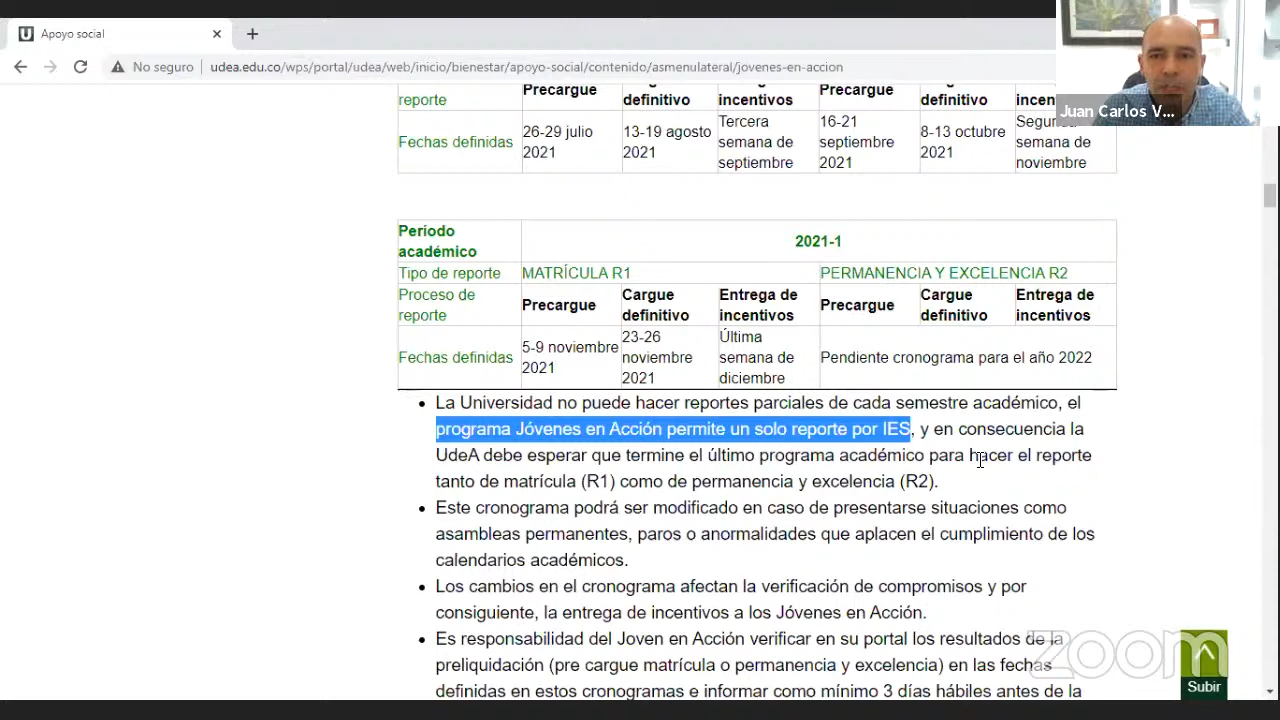 Apoyo social
No seguro
udea.edu.co/wps/portal/udea/web/inicio/bienestar/apoyo-social/contenido/asmenulateral/jovenes-en-accion
Juan Carlos V...
reporte
Precargue
definitivo
incentivos
Precargue
definitivo
Fechas definidas
26-29 julio
2021
13-19 agosto
2021
Tercera
semana de
septiembre
16-21
septiembre
2021
8-13 octubre
2021
semana de
noviembre
Período
académico
2021-1
Tipo de reporte
MATRÍCULA R1
PERMANENCIA Y EXCELENCIA R2
Proceso de
reporte
Precargue
Cargue
definitivo
Entrega de
incentivos
Precargue
Cargue
definitivo
Entrega de
incentivos
Fechas definidas
5-9 noviembre
2021
23-26
noviembre
2021
Última
semana de
diciembre
Pendiente cronograma para el año 2022
La Universidad no puede hacer reportes parciales de cada semestre académico, el
programa Jóvenes en Acción permite un solo reporte por IES, y en consecuencia la
UdeA debe esperar que termine el último programa académico para hacer el reporte
tanto de matrícula (R1) como de permanencia y excelencia (R2).
Este cronograma podrá ser modificado en caso de presentarse situaciones como
asambleas permanentes, paros o anormalidades que aplacen el cumplimiento de los
calendarios académicos.
Los cambios en el cronograma afectan la verificación de compromisos y por
consiguiente, la entrega de incentivos a los Jóvenes en Acción.
Es responsabilidad del Joven en Acción verificar en su portal los resultados de la
preliquidación (pre cargue matrícula o permanencia y excelencia) en las fechas
definidas en estos cronogramas e informar como mínimo 3 días hábiles antes de la
zoom
Subir